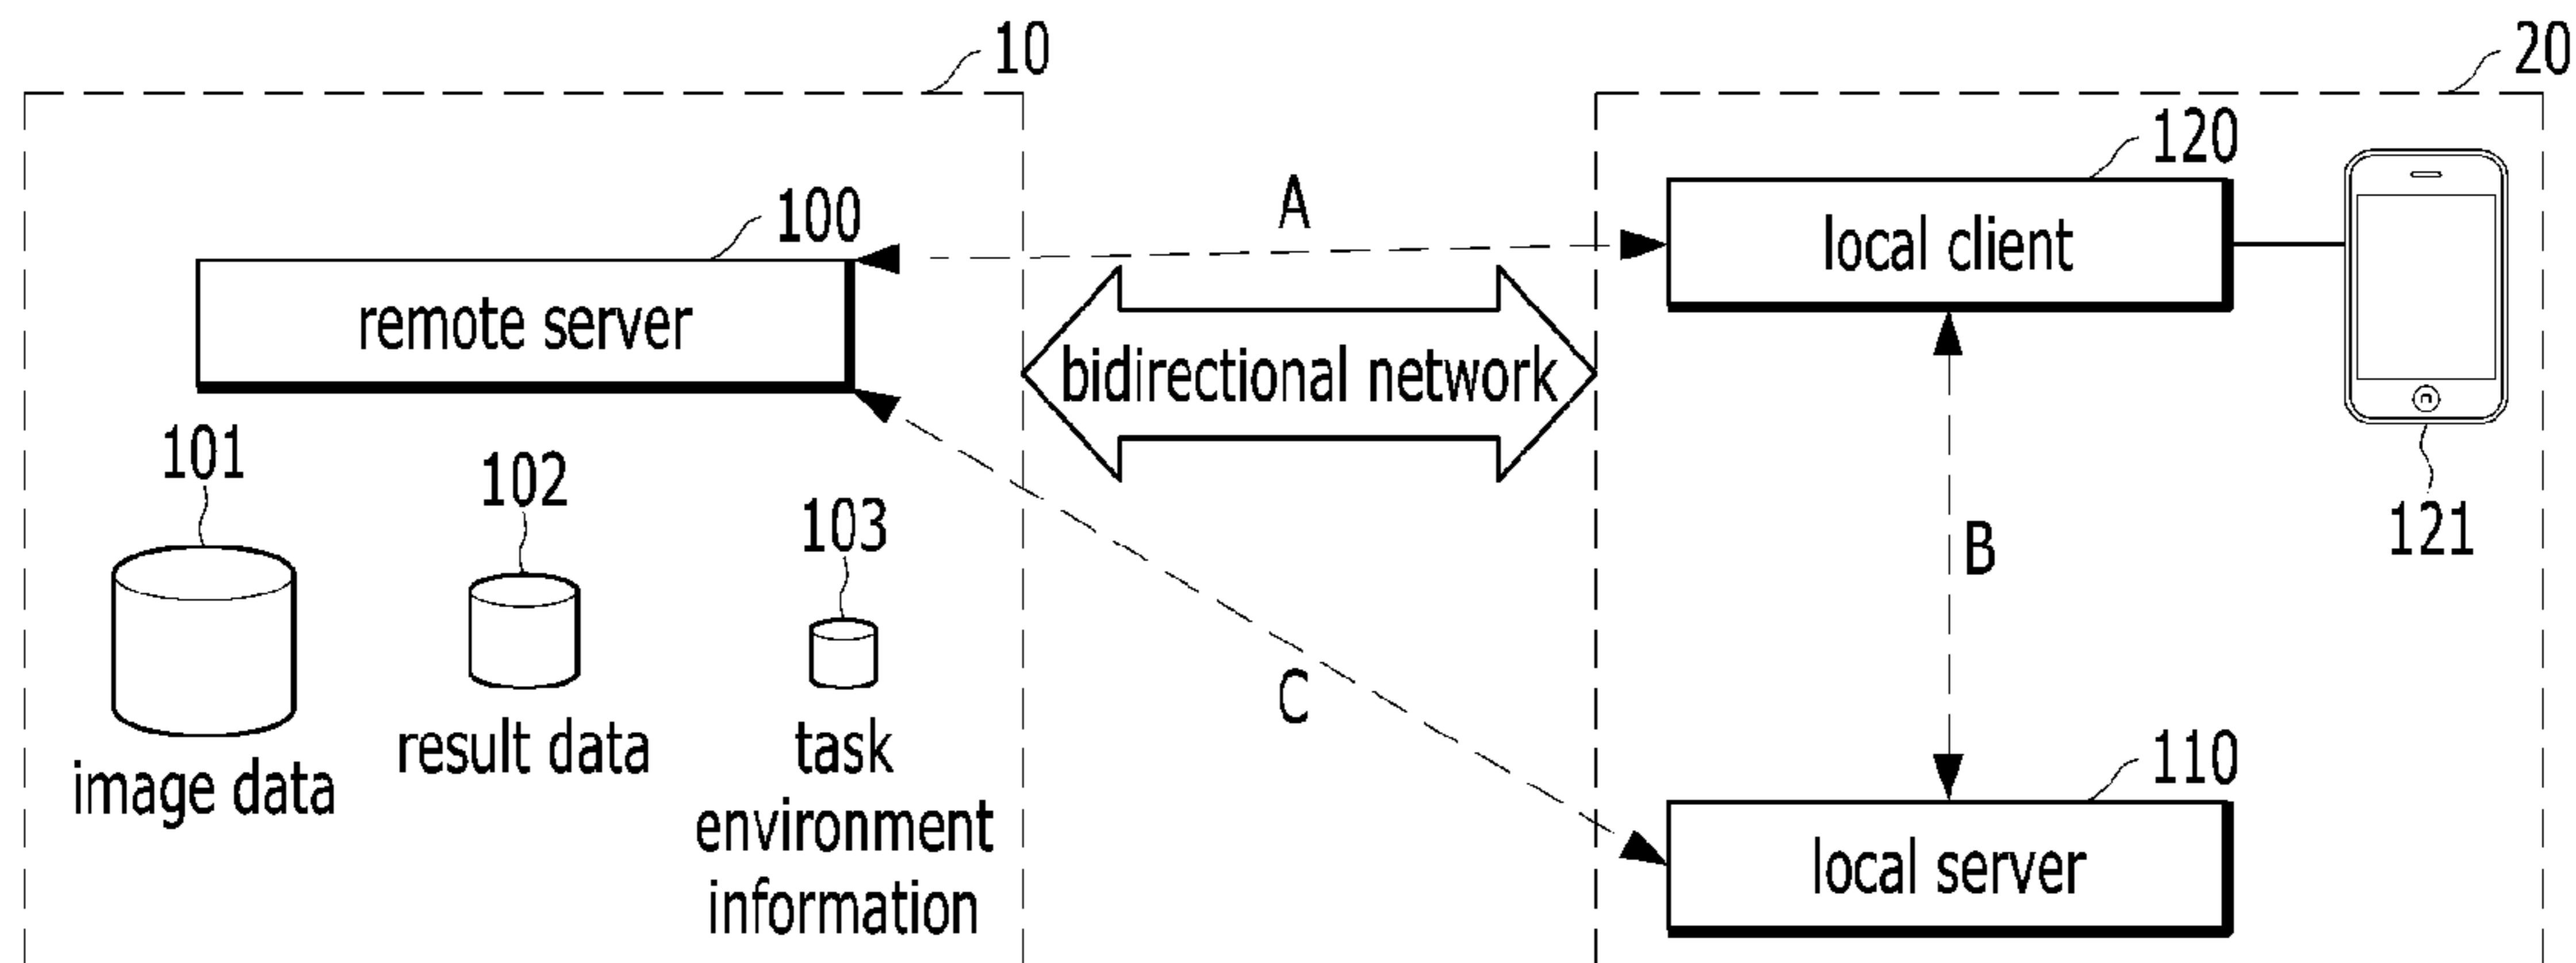 10
20
120
100
A
local client
remote server
bidirectional network
101
102
103
121
B
C
image data
result data
task
environment
information
110
local server